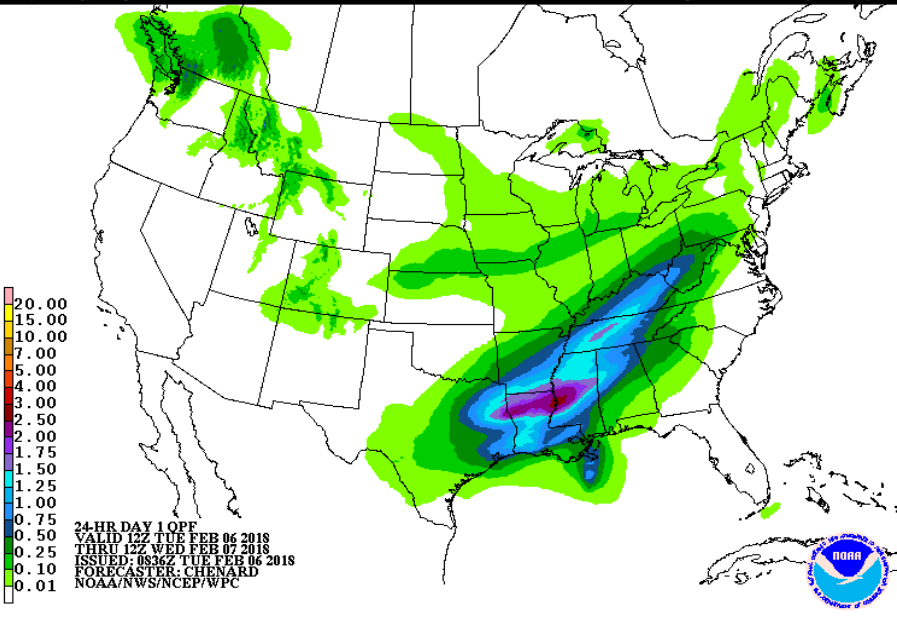 20.00
15.00
10.00
7.00
5.00
4.00
3.00
2.50
2.00
1.75
1.50
1.25
1.00
0.75
0.50
0.25
0.10
0.01
24-HR DAY 1 QPF
VALID 12Z TUE FEB 06 2018
THRU 12Z WED FEB 07 2018
ISSUED: 0836Z TUE FEB 06 2018
FORECASTER: CHENARD
NOAA/NWS/NCEP/WPC
NOAA